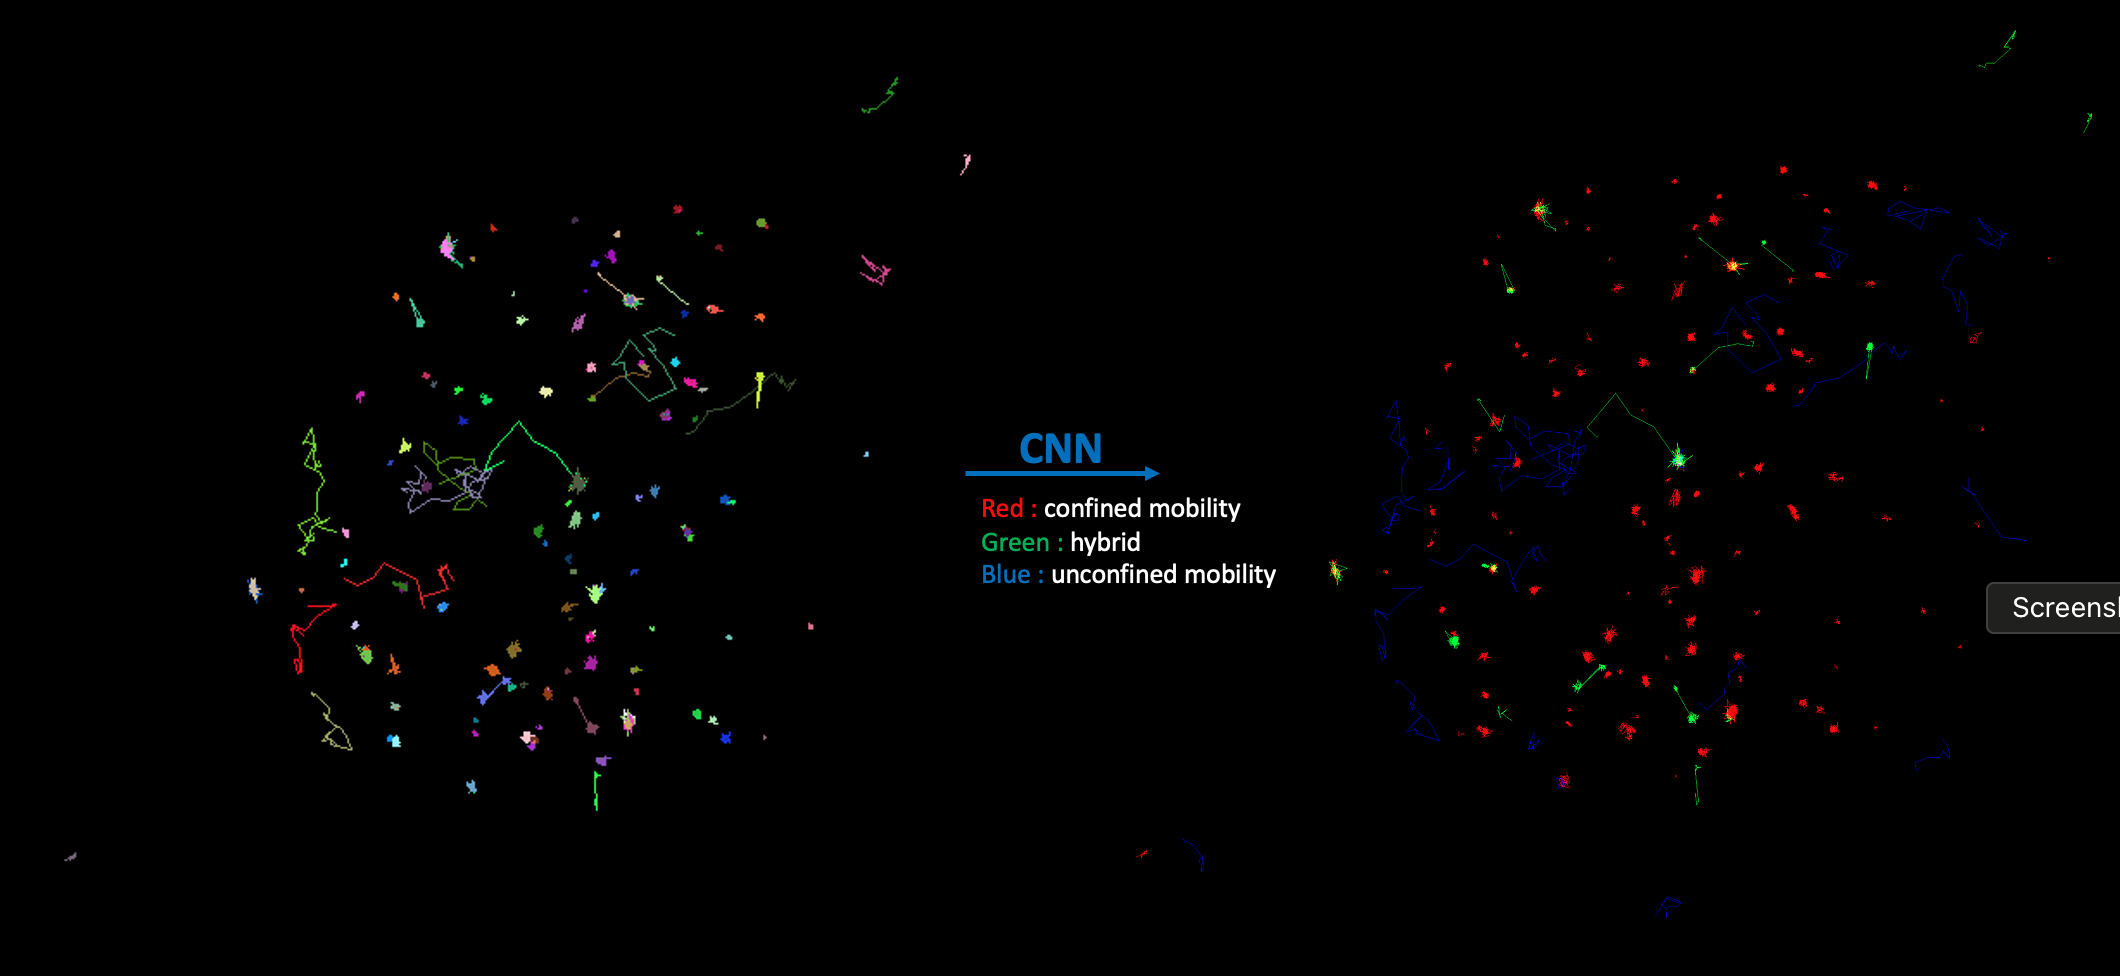 CNN
Red : confined mobility
Green : hybrid
Blue : unconfined mobility